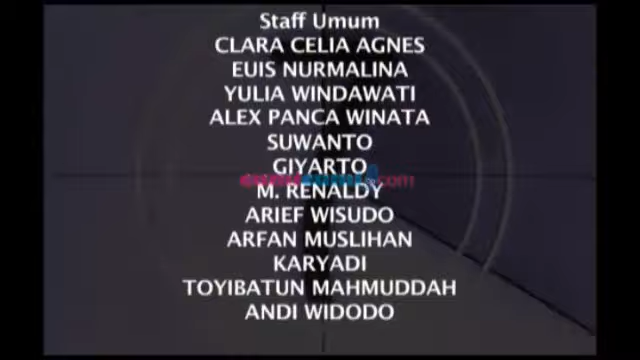 Staff Umum
CLARA CELIA AGNES
EUIS NURMALINA
YULIA WINDAWATI
ALEX PANCA WINATA
SUWANTO
GIYARTO
M. RENALDY
ARIEF WISUDO
ARFAN MUSLIHAN
KARYADI
TOYIBATUN MAHMUDDAH
ANDI WIDODO